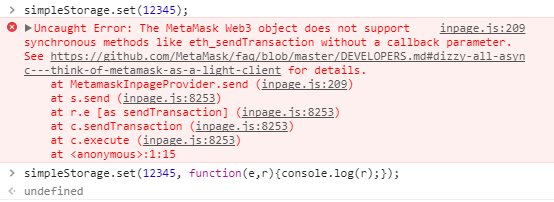 > simpleStorage.set(12345);
▶Uncaught Error: The MetaMask Web3 object does not support inpage.js:209
synchronous methods like eth_sendTransaction without a callback parameter.
See https://github.com/MetaMask/faq/blob/master/DEVELOPERS.md#dizzy-all-asyn
c---think-of-metamask-as-a-light-client for details.
at MetamaskInpageProvider.send (inpage.js:209)
at s.send (inpage.js:8253)
at r.e [as sendTransaction] (inpage.js:8253)
at c.sendTransaction (inpage.js:8253)
at c.execute (inpage.js:8253)
at <anonymous>:1:15
> simpleStorage.set(12345, function(e,r){console.log(r);});
undefined